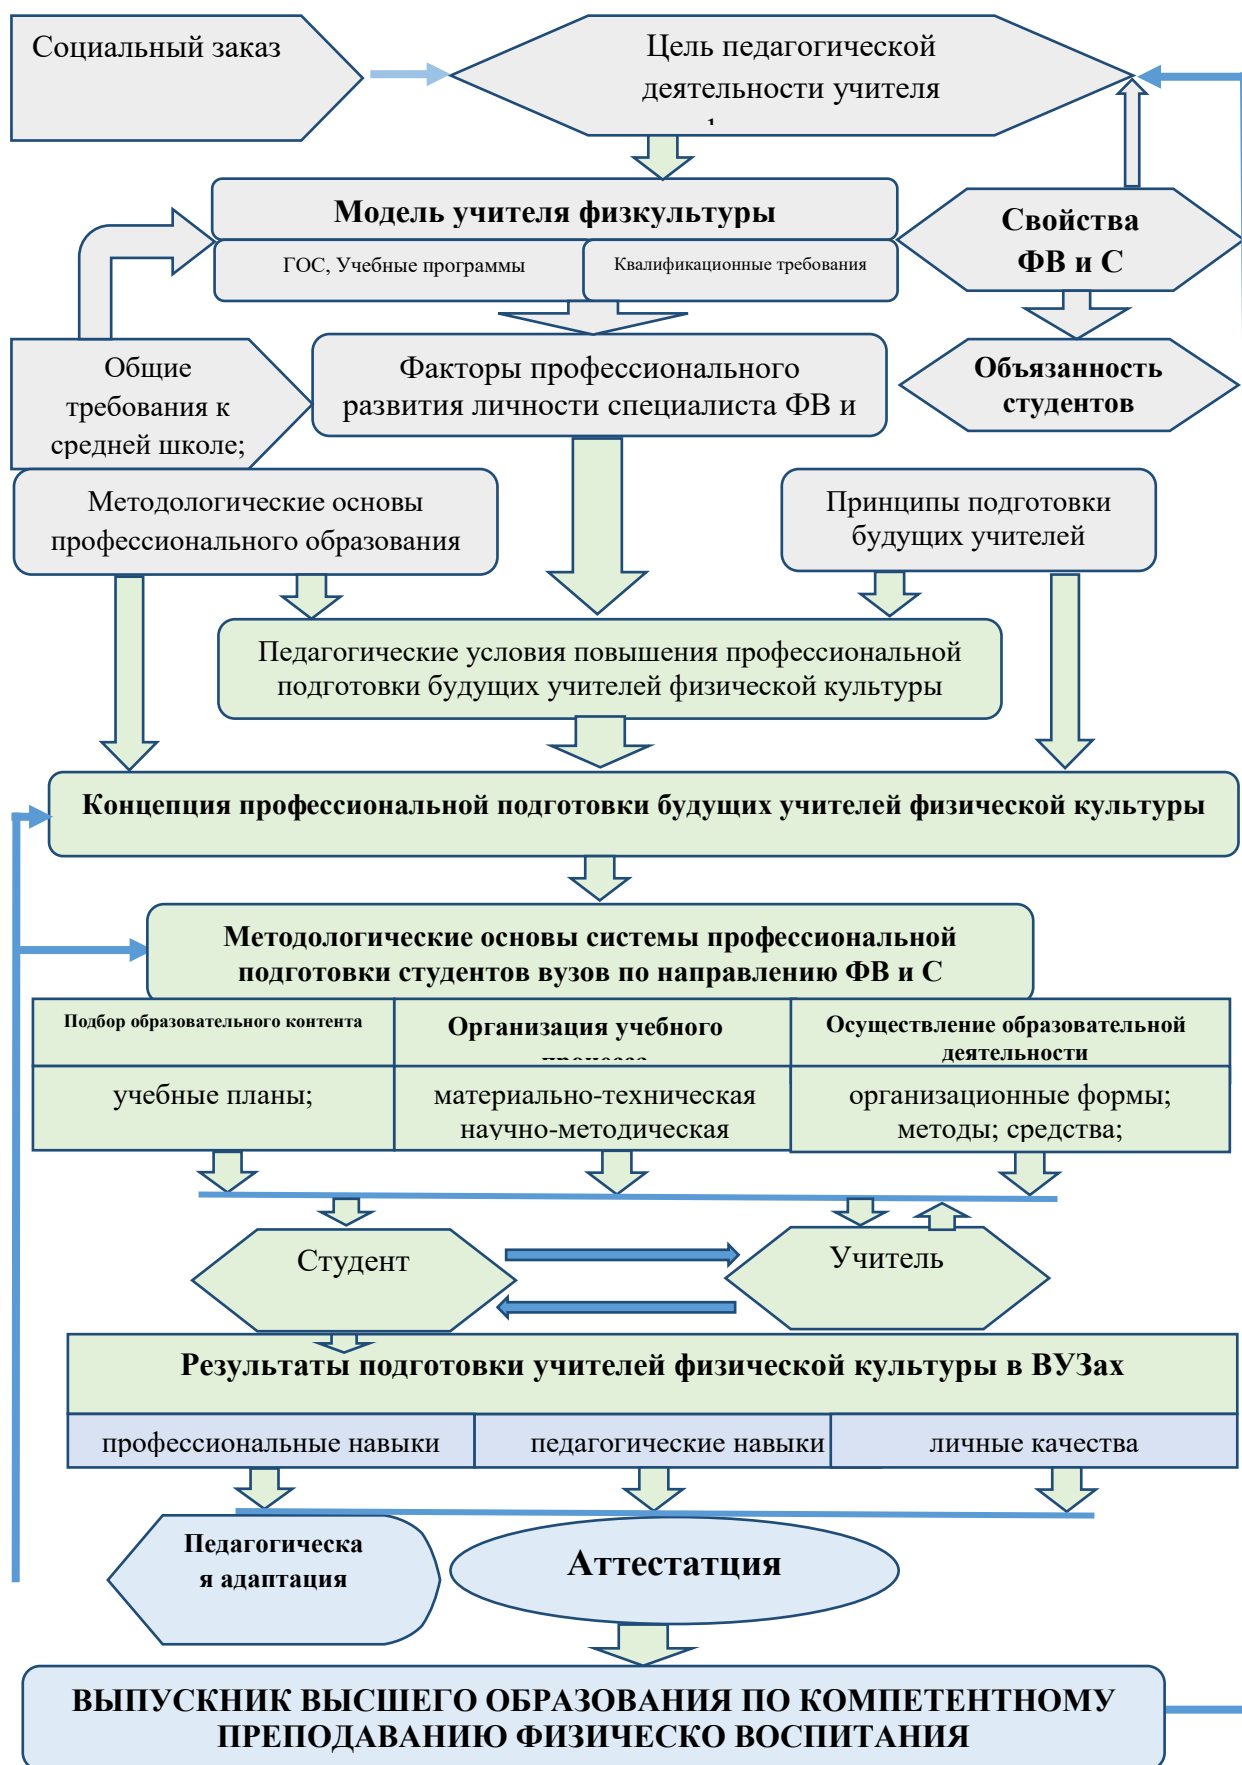 Социальный заказ
Цель педагогической
деятельности учителя
Модель учителя физкультуры
ГОС, Учебные программы
Квалификационные требования
Свойства
ФВ и С
Общие
требования к
средней школе;
Факторы профессионального
развития личности специалиста ФВ и
Объязанность
студентов
Методологические основы
профессионального образования
Принципы подготовки
будущих учителей
Педагогические условия повышения профессиональной
подготовки будущих учителей физической культуры
Концепция профессиональной подготовки будущих учителей физической культуры
Методологические основы системы профессиональной
подготовки студентов вузов по направлению ФВ и С
Подбор образовательного контента
Организация учебного
Осуществление образовательной
деятельности
учебные планы;
материально-техническая
научно-методическая
организационные формы;
методы; средства;
Студент
Учитель
Результаты подготовки учителей физической культуры в ВУЗах
профессиональные навыки
педагогические навыки
личные качества
Педагогическа
я адаптация
Аттестатция
ВЫПУСКНИК ВЫСШЕГО ОБРАЗОВАНИЯ ПО КОМПЕТЕНТНОМУ
ПРЕПОДАВАНИЮ ФИЗИЧЕСКО ВОСПИТАНИЯ